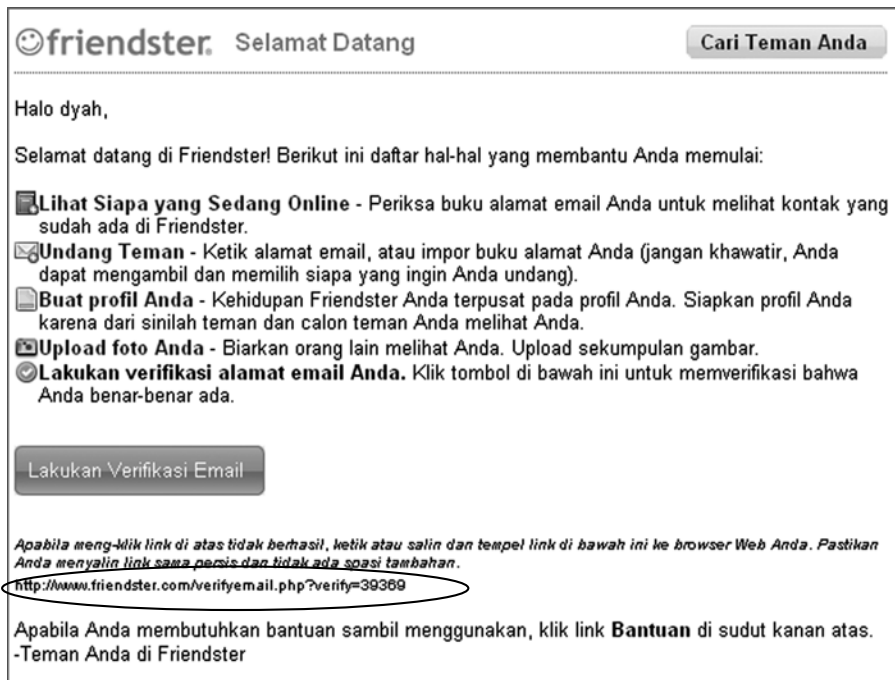 friendster. Selamat Datang
Cari Teman Anda
Halo dyah,
Selamat datang di Friendster! Berikut ini daftar hal-hal yang membantu Anda memulai:
Lihat Siapa yang Sedang Online - Periksa buku alamat email Anda untuk melihat kontak yang
sudah ada di Friendster.
Undang Teman - Ketik alamat email, atau impor buku alamat Anda (jangan khawatir, Anda
dapat mengambil dan memilih siapa yang ingin Anda undang).
Buat profil Anda - Kehidupan Friendster Anda terpusat pada profil Anda. Siapkan profil Anda
karena dari sinilah teman dan calon teman Anda melihat Anda.
Upload foto Anda - Biarkan orang lain melihat Anda. Upload sekumpulan gambar.
Lakukan verifikasi alamat email Anda. Klik tombol di bawah ini untuk memverifikasi bahwa
Anda benar-benar ada.
Lakukan Verifikasi Email
Apabila meng-klik link di atas tidak berhasil, ketik atau salin dan tempel link di bawah ini ke browser Web Anda. Pastikan
Anda menyalin link sama persis dan tidak ada spasi tambahan.
http://www.friendster.com/verifyemail.php?verify=39369
Apabila Anda membutuhkan bantuan sambil menggunakan, klik link Bantuan di sudut kanan atas.
-Teman Anda di Friendster